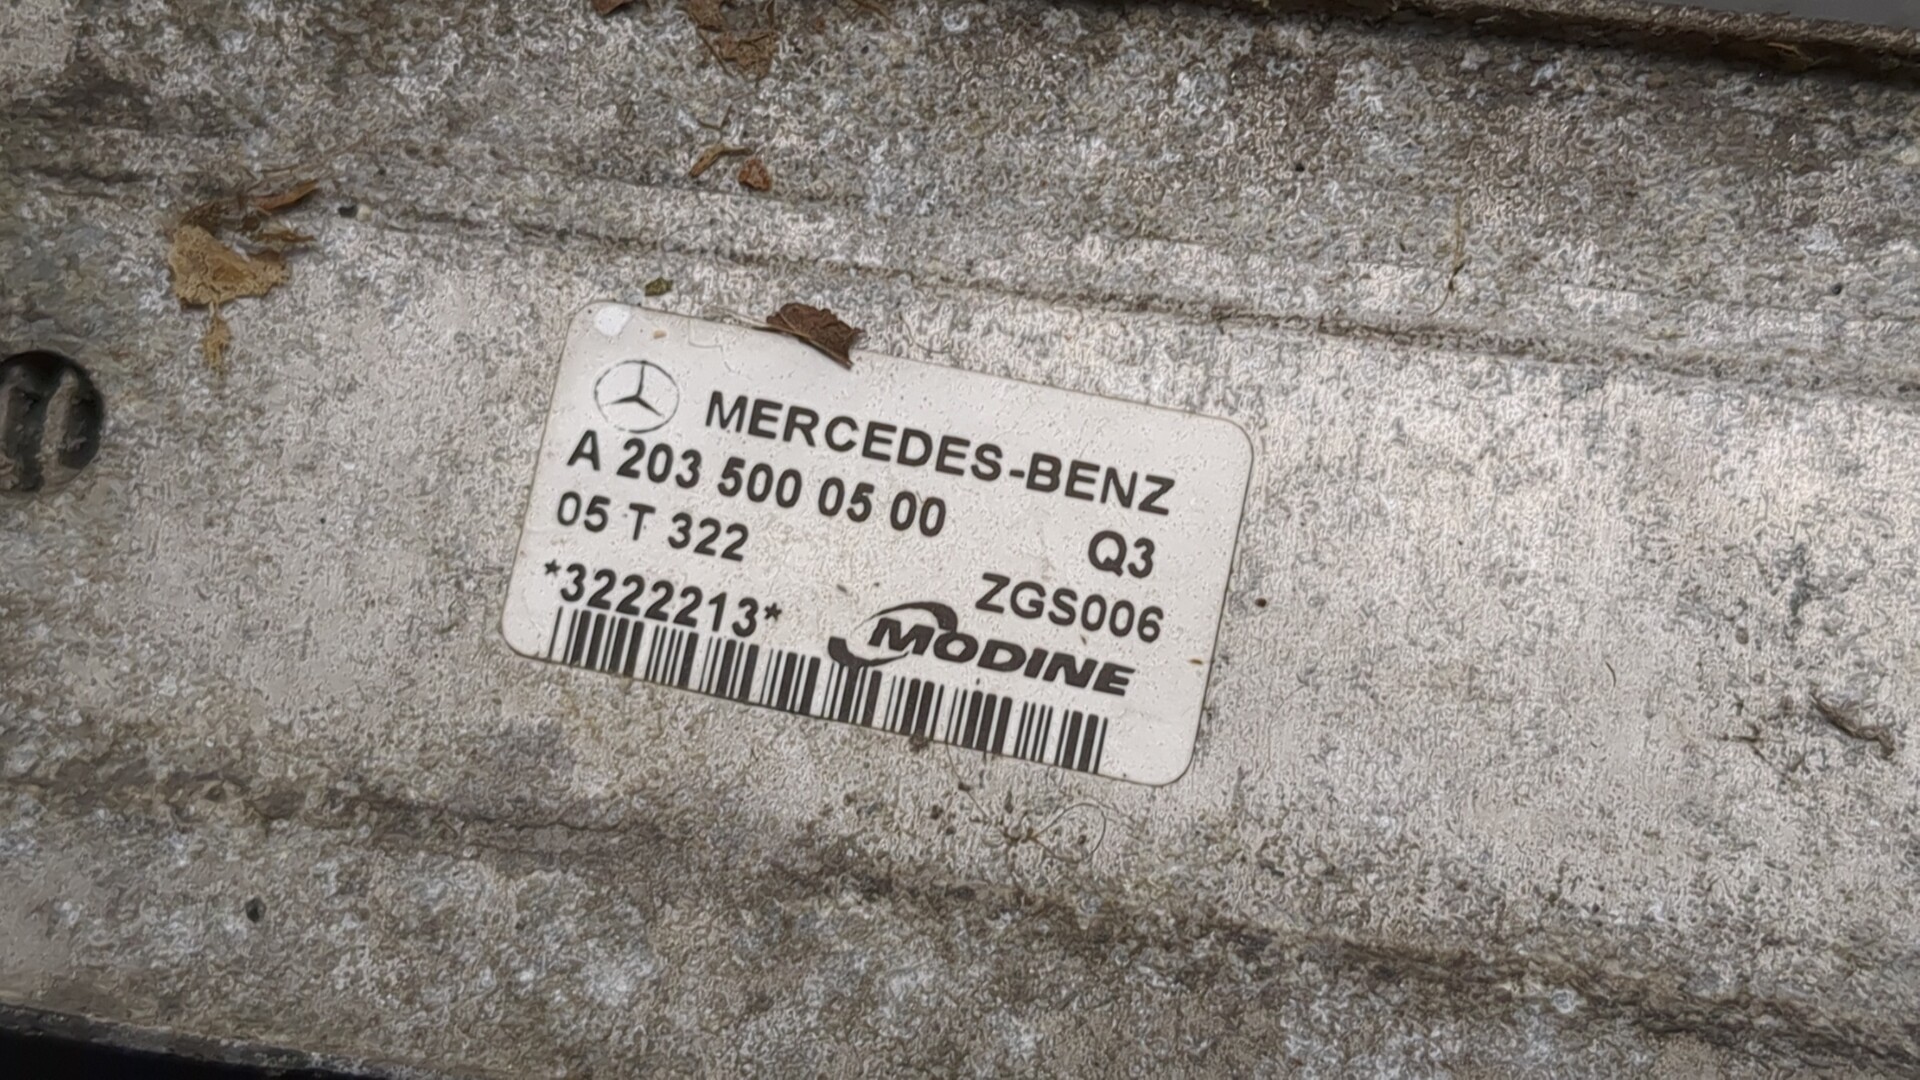 MERCEDES-BENZ
A 203 500 05 00
Q3
05 T 322
ZGS006
*3222213*
MODINE